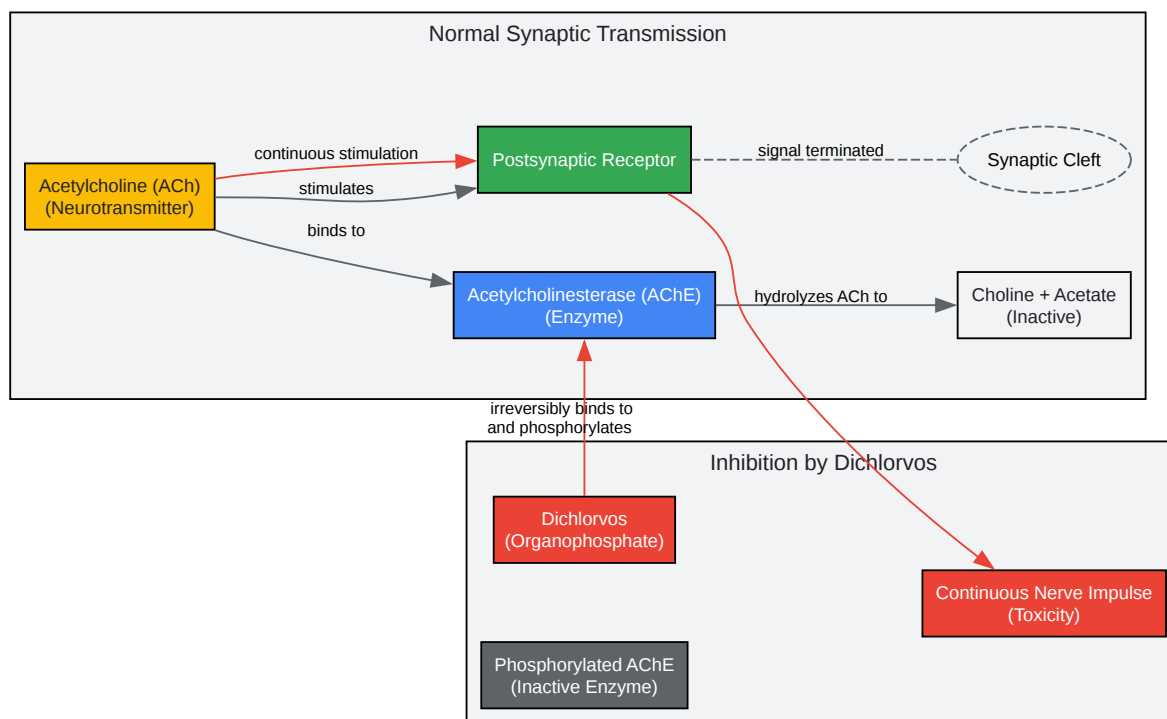 Normal Synaptic Transmission
continuous stimulation
Postsynaptic Receptor
signal terminated
Synaptic Cleft
Acetylcholine (ACh)
(Neurotransmitter)
stimulates
binds to
Acetylcholinesterase (AChE)
(Enzyme)
hydrolyzes ACh to
Choline + Acetate
(Inactive)
irreversibly binds to
and phosphorylates
Inhibition by Dichlorvos
Dichlorvos
(Organophosphate)
Continuous Nerve Impulse
(Toxicity)
Phosphorylated AChE
(Inactive Enzyme)